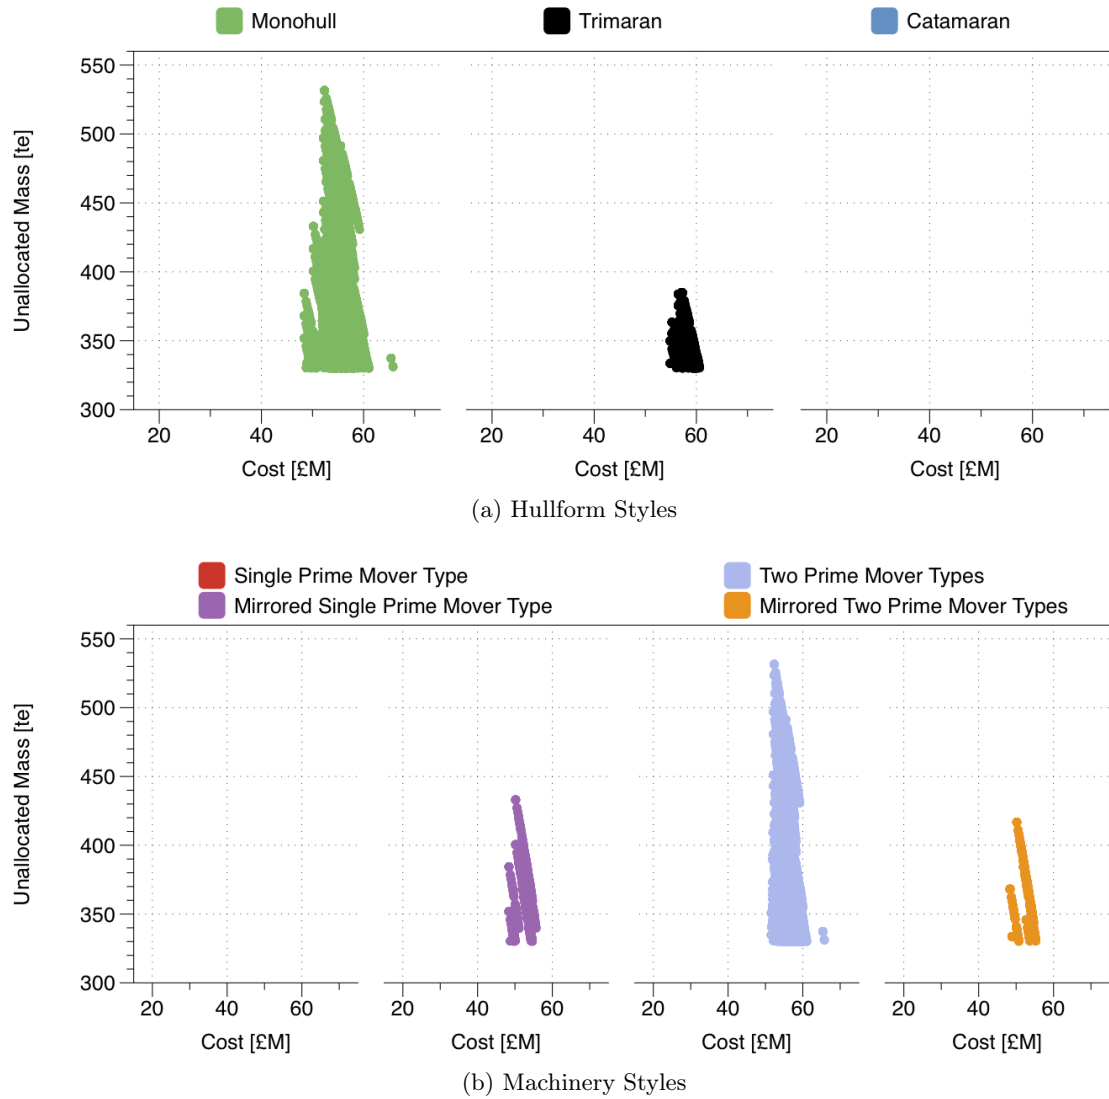 Monohull Trimaran Catamaran
550
500
450
400
350
300
Unallocated Mass [te]
20 40 60 20 40 60 20 40 60
Cost [£M] Cost [£M] Cost [£M]
(a) Hullform Styles
Single Prime Mover Type Two Prime Mover Types
Mirrored Single Prime Mover Type Mirrored Two Prime Mover Types
550
500
450
400
350
300
Unallocated Mass [te]
20 40 60 20 40 60 20 40 60 20 40 60
Cost [£M] Cost [£M] Cost [£M] Cost [£M]
(b) Machinery Styles